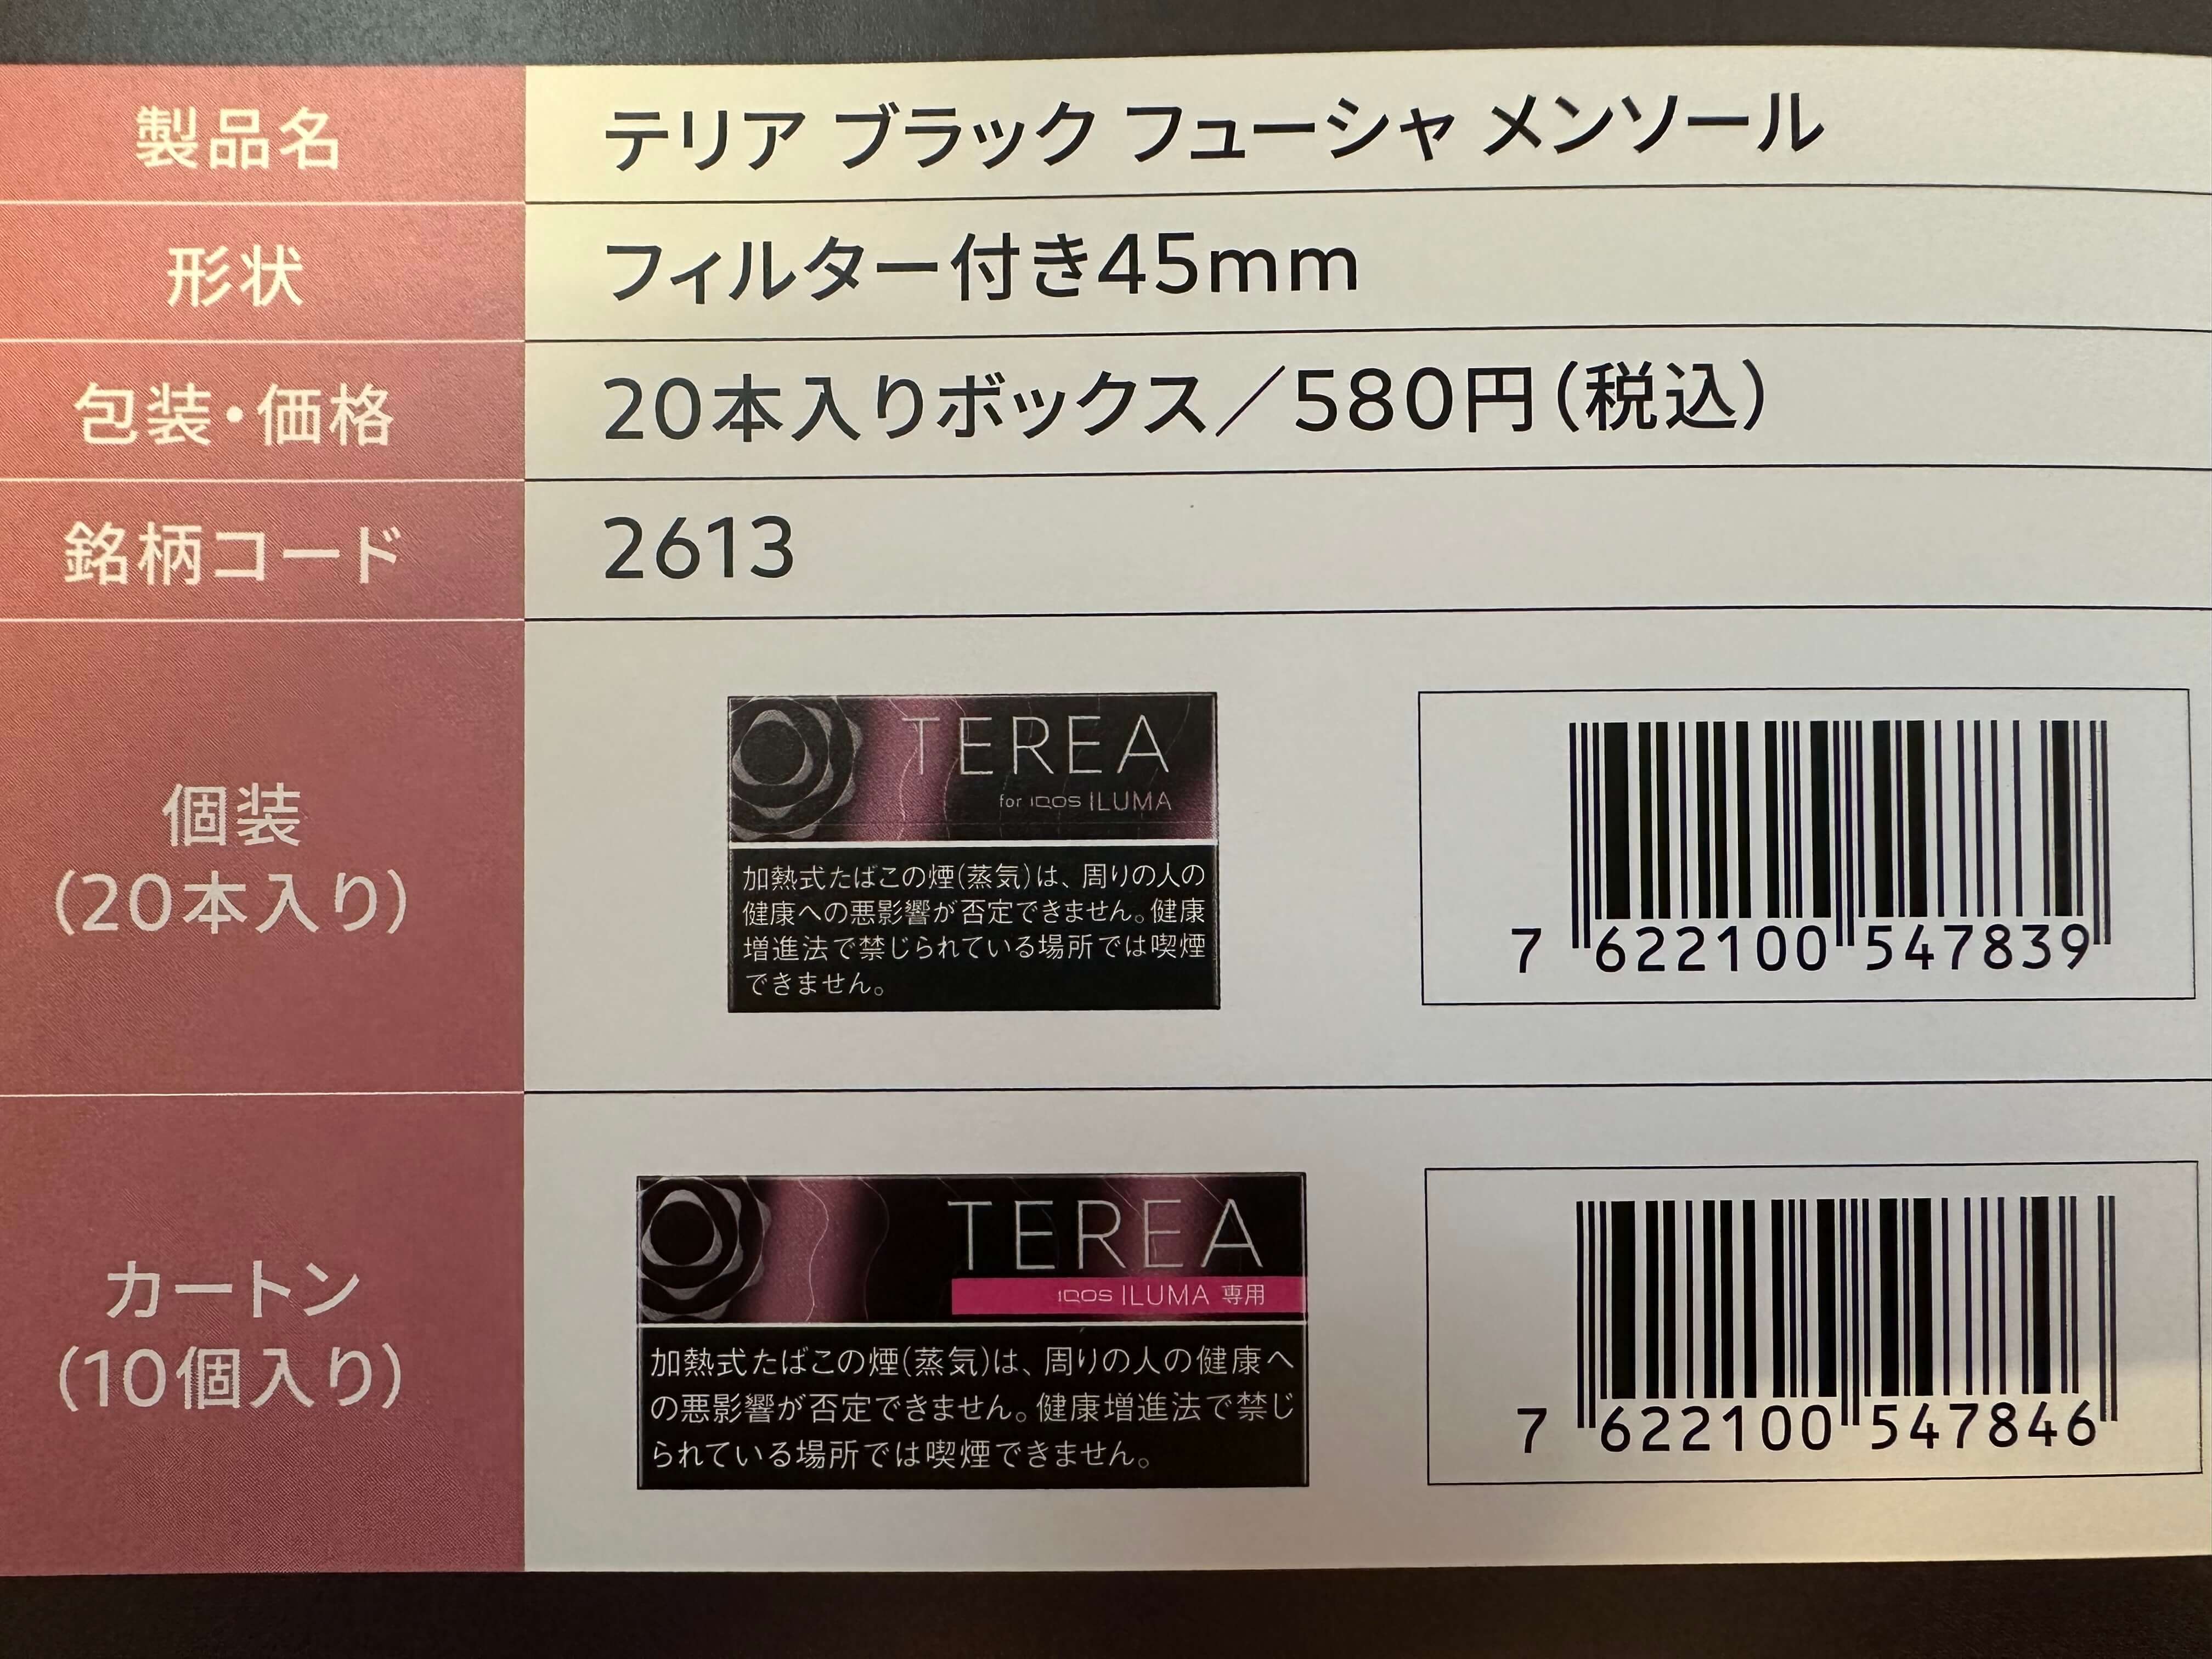 製品名
テリア ブラック フューシャ メンソール
形状
フィルター付き45mm
包装・価格
20本入りボックス／580円（税込）
銘柄コード
2613
個装
（20本入り）
TEREA
for IQOS ILUMA
加熱式たばこの煙（蒸気）は、周りの人の
健康への悪影響が否定できません。健康
増進法で禁じられている場所では喫煙
できません。
7 622100 547839
カートン
（10個入り）
TEREA
IQOS ILUMA 専用
加熱式たばこの煙（蒸気）は、周りの人の健康へ
の悪影響が否定できません。健康増進法で禁じ
られている場所では喫煙できません。
7 622100 547846